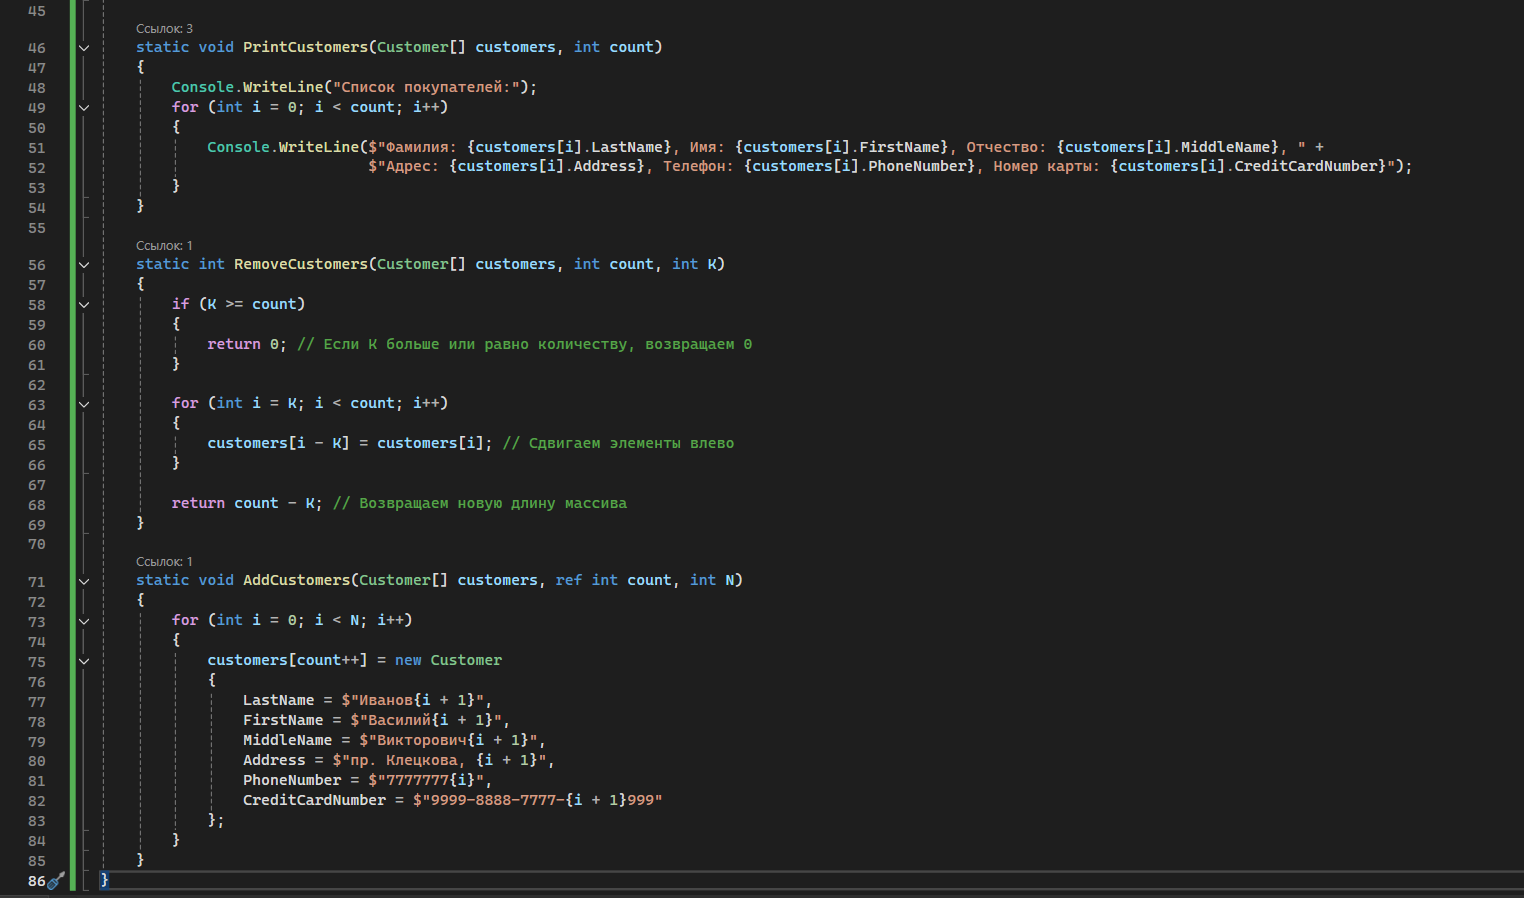 45
Ссылок: 3
46 static void PrintCustomers(Customer[] customers, int count)
47 {
48 Console.WriteLine("Список покупателей:");
49 for (int i = 0; i < count; i++)
50 {
51 Console.WriteLine($"Фамилия: {customers[i].LastName}, Имя: {customers[i].FirstName}, Отчество: {customers[i].MiddleName}, " +
52 $"Адрес: {customers[i].Address}, Телефон: {customers[i].PhoneNumber}, Номер карты: {customers[i].CreditCardNumber}");
53 }
54 }
55
Ссылок: 1
56 static int RemoveCustomers(Customer[] customers, int count, int K)
57 {
58 if (K >= count)
59 {
60 return 0; // Если K больше или равно количеству, возвращаем 0
61 }
62
63 for (int i = K; i < count; i++)
64 {
65 customers[i - K] = customers[i]; // Сдвигаем элементы влево
66 }
67
68 return count - K; // Возвращаем новую длину массива
69 }
70
Ссылок: 1
71 static void AddCustomers(Customer[] customers, ref int count, int N)
72 {
73 for (int i = 0; i < N; i++)
74 {
75 customers[count++] = new Customer
76 {
77 LastName = $"Иванов{i + 1}",
78 FirstName = $"Василий{i + 1}",
79 MiddleName = $"Викторович{i + 1}",
80 Address = $"пр. Клецкова, {i + 1}",
81 PhoneNumber = $"7777777{i}",
82 CreditCardNumber = $"9999-8888-7777-{i + 1}999"
83 };
84 }
85 }
86 }